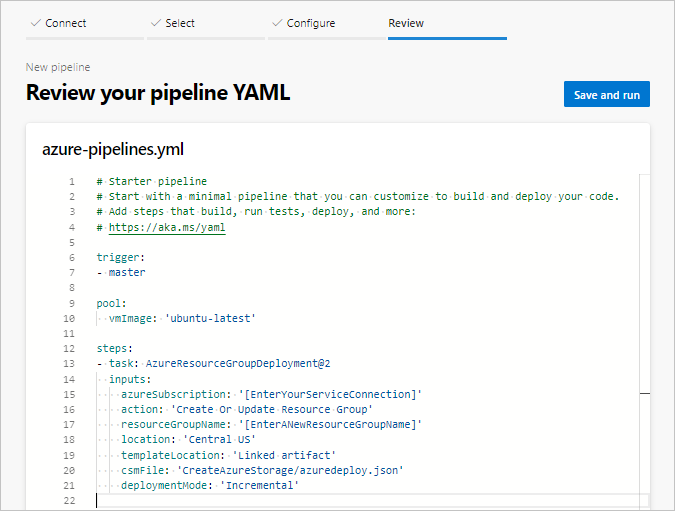 Connect Select Configure Review
New pipeline
Review your pipeline YAML
Save and run
azure-pipelines.yml
1 # Starter pipeline
2 # Start with a minimal pipeline that you can customize to build and deploy your code.
3 # Add steps that build, run tests, deploy, and more:
4 # https://aka.ms/yaml
5
6 trigger:
7 - master
8
9 pool:
10   vmImage: 'ubuntu-latest'
11
12 steps:
13 - task: AzureResourceGroupDeployment@2
14   inputs:
15     azureSubscription: '[EnterYourServiceConnection]'
16     action: 'Create Or Update Resource Group'
17     resourceGroupName: '[EnterANewResourceGroupName]'
18     location: 'Central US'
19     templateLocation: 'Linked artifact'
20     csmFile: 'CreateAzureStorage/azuredeploy.json'
21     deploymentMode: 'Incremental'
22